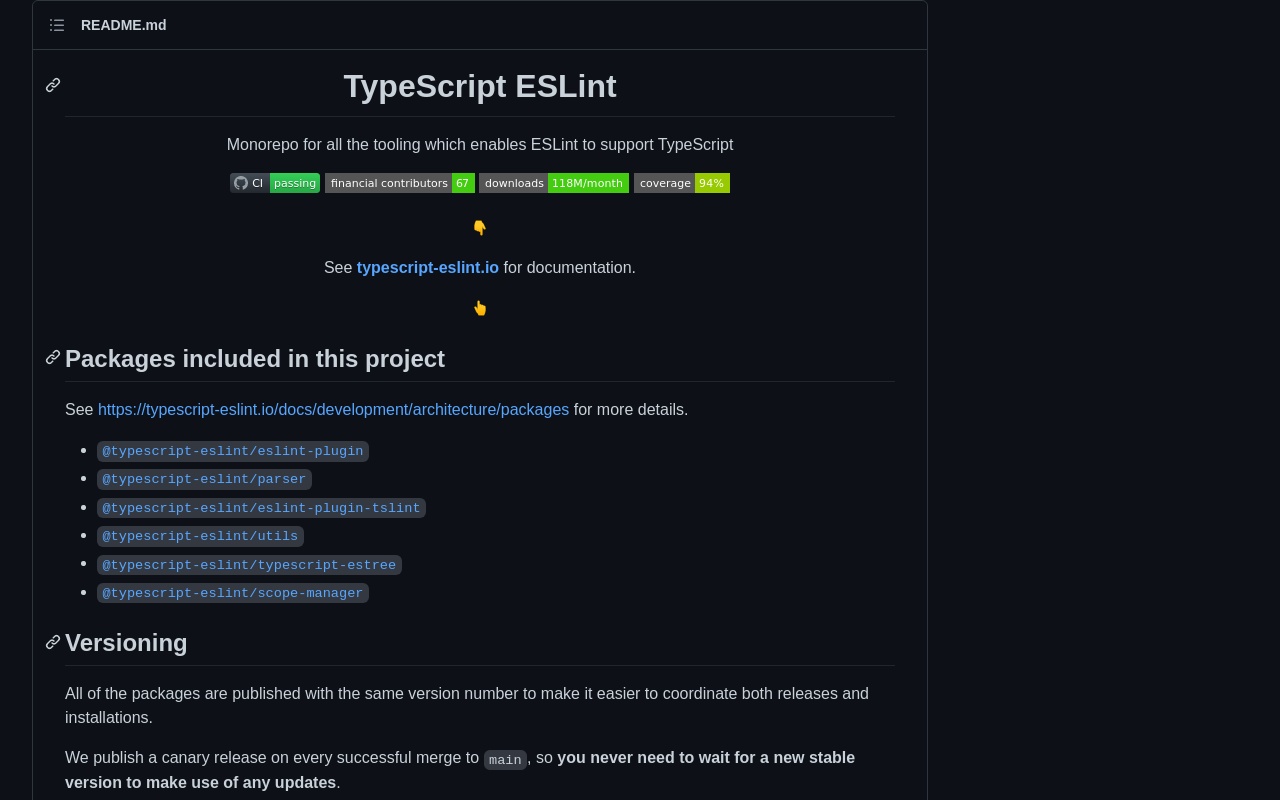 README.md
TypeScript ESLint
Monorepo for all the tooling which enables ESLint to support TypeScript
CI passing financial contributors 67 downloads 118M/month coverage 94%
👇
See typescript-eslint.io for documentation.
👆
Packages included in this project
See https://typescript-eslint.io/docs/development/architecture/packages for more details.
@typescript-eslint/eslint-plugin
@typescript-eslint/parser
@typescript-eslint/eslint-plugin-tslint
@typescript-eslint/utils
@typescript-eslint/typescript-estree
@typescript-eslint/scope-manager
Versioning
All of the packages are published with the same version number to make it easier to coordinate both releases and
installations.
We publish a canary release on every successful merge to main, so you never need to wait for a new stable
version to make use of any updates.